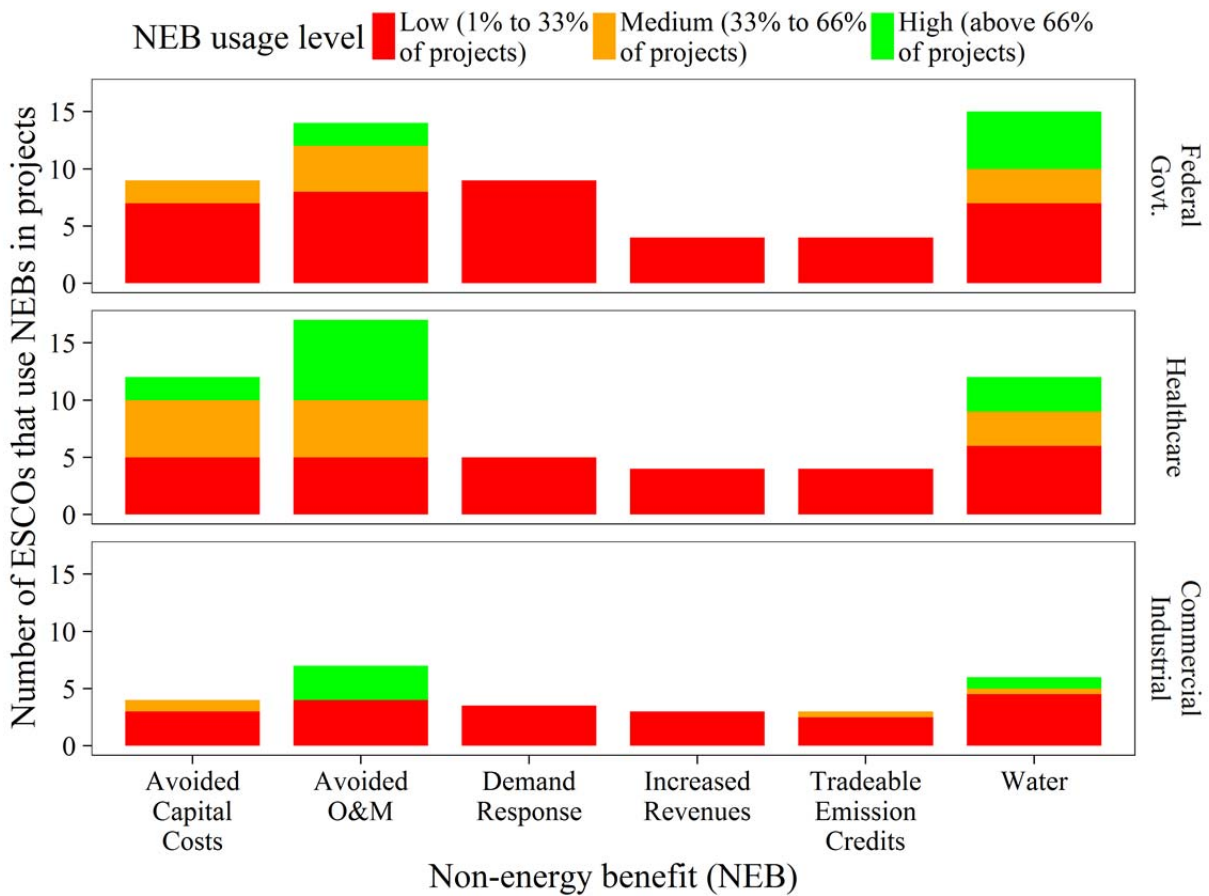 NEB usage level
Low (1% to 33%
of projects)
Medium (33% to 66%
of projects)
High (above 66%
of projects)
Number of ESCOs that use NEBs in projects
15
10
5
0
Federal
Govt.
15
10
5
0
Healthcare
15
10
5
0
Commercial
Industrial
Avoided
Capital
Costs
Avoided
O&M
Demand
Response
Increased
Revenues
Tradeable
Emission
Credits
Water
Non-energy benefit (NEB)